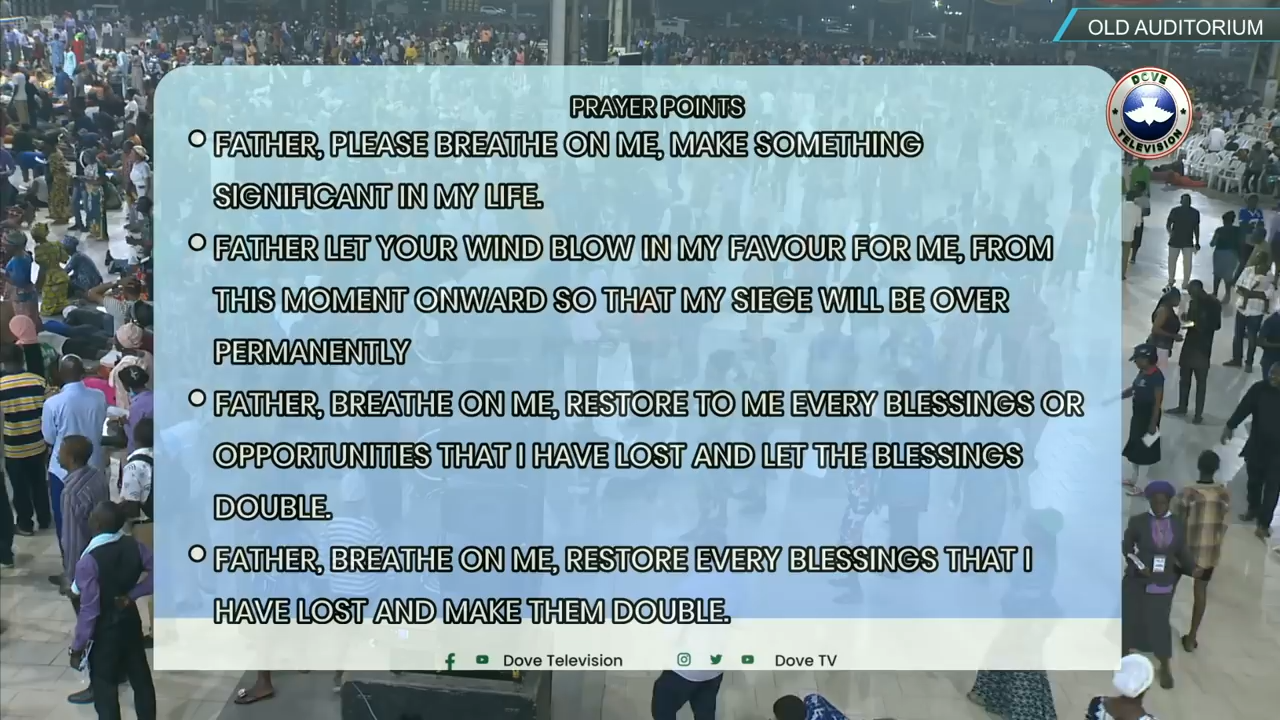 OLD AUDITORIUM
DOVE
TELEVISION
PRAYER POINTS
FATHER, PLEASE BREATHE ON ME, MAKE SOMETHING
SIGNIFICANT IN MY LIFE.
FATHER LET YOUR WIND BLOW IN MY FAVOUR FOR ME, FROM
THIS MOMENT ONWARD SO THAT MY SIEGE WILL BE OVER
PERMANENTLY
FATHER, BREATHE ON ME, RESTORE TO ME EVERY BLESSINGS OR
OPPORTUNITIES THAT I HAVE LOST AND LET THE BLESSINGS
DOUBLE.
FATHER, BREATHE ON ME, RESTORE EVERY BLESSINGS THAT I
HAVE LOST AND MAKE THEM DOUBLE.
Dove Television Dove TV